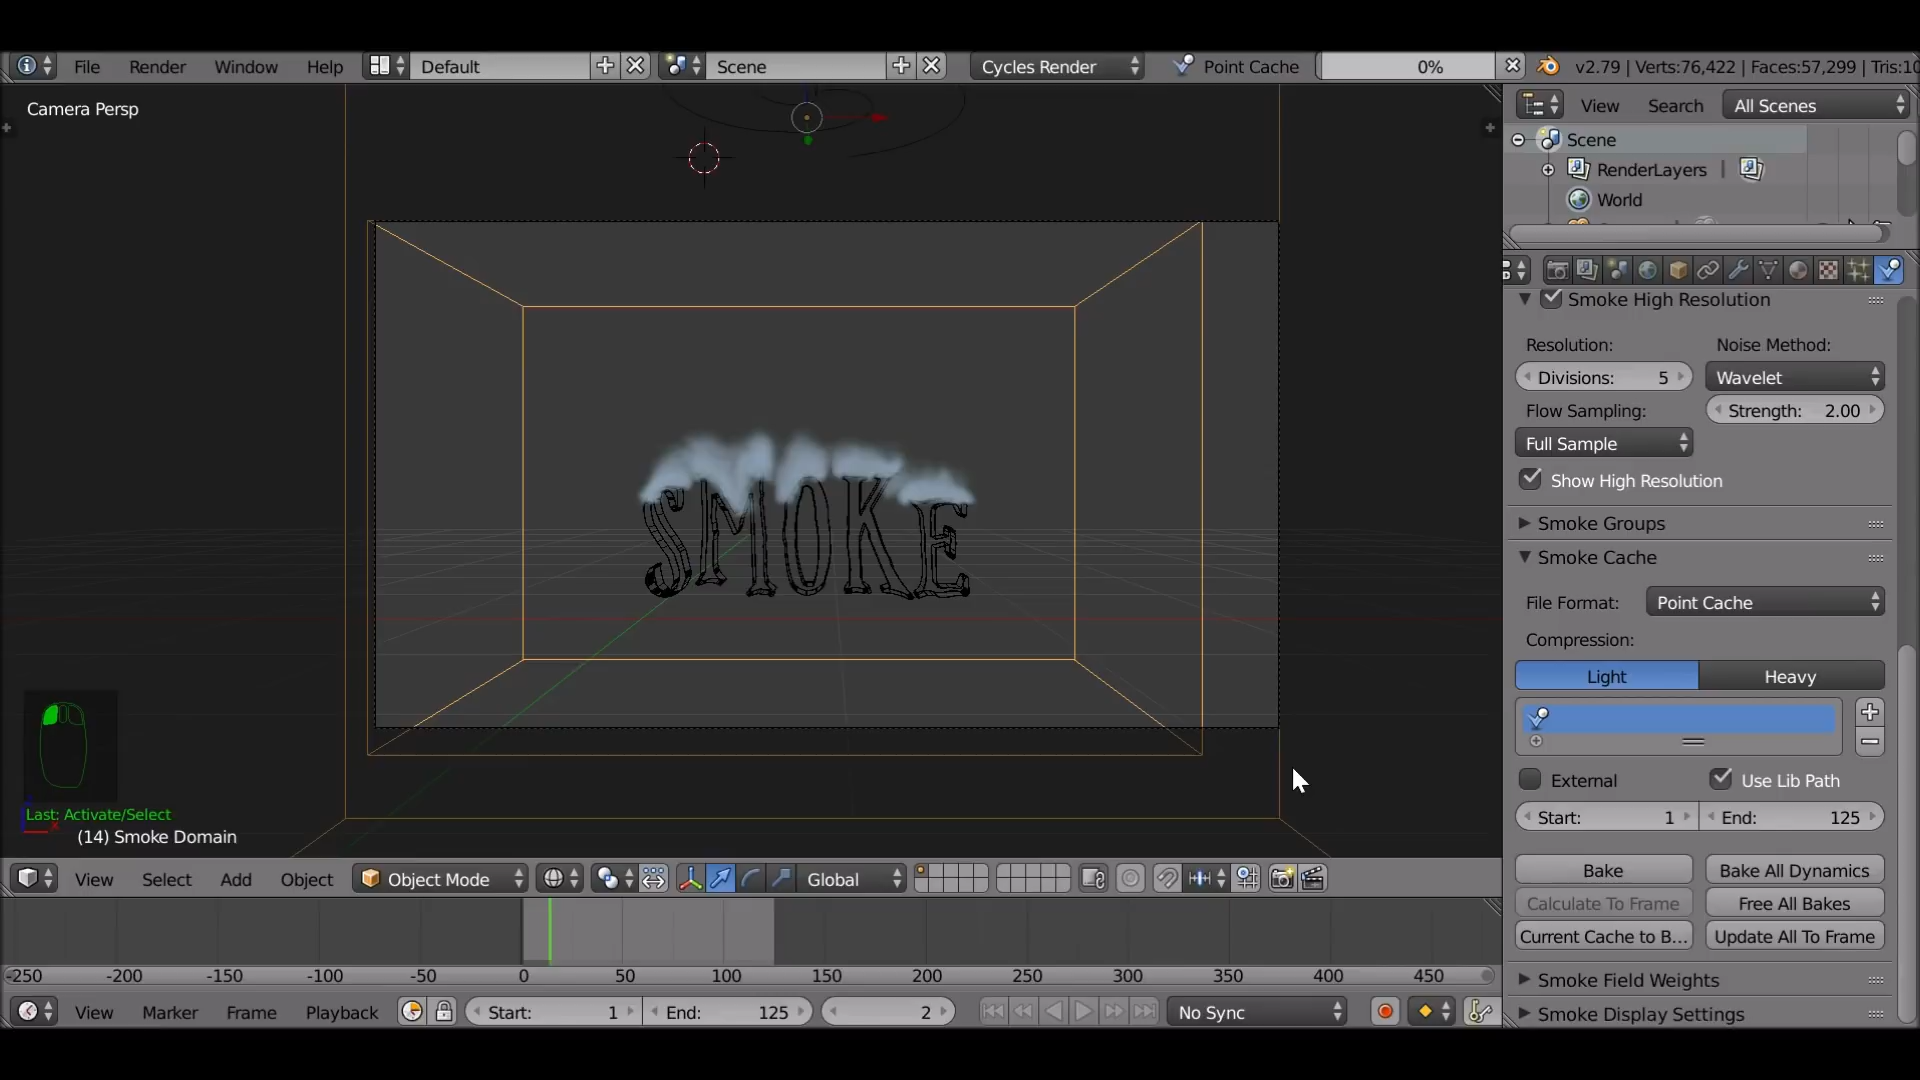 File Render Window Help Default Scene Cycles Render Point Cache 0% v2.79 | Verts:76,422 | Faces:57,299 | Tris:10
Camera Persp
View Search All Scenes
Scene
RenderLayers
World
Smoke High Resolution
Resolution: Noise Method:
Divisions: 5 Wavelet
Flow Sampling: Strength: 2.00
Full Sample
Show High Resolution
Smoke Groups
Smoke Cache
File Format: Point Cache
Compression:
Light Heavy
External Use Lib Path
Start: 1 End: 125
Bake Bake All Dynamics
Calculate To Frame Free All Bakes
Current Cache to B... Update All To Frame
Smoke Field Weights
Smoke Display Settings
SMOKE
Last: Activate/Select
(14) Smoke Domain
View Select Add Object Object Mode Global
-250 -200 -150 -100 -50 0 50 100 150 200 250 300 350 400 450
View Marker Frame Playback Start: 1 End: 125 2 No Sync